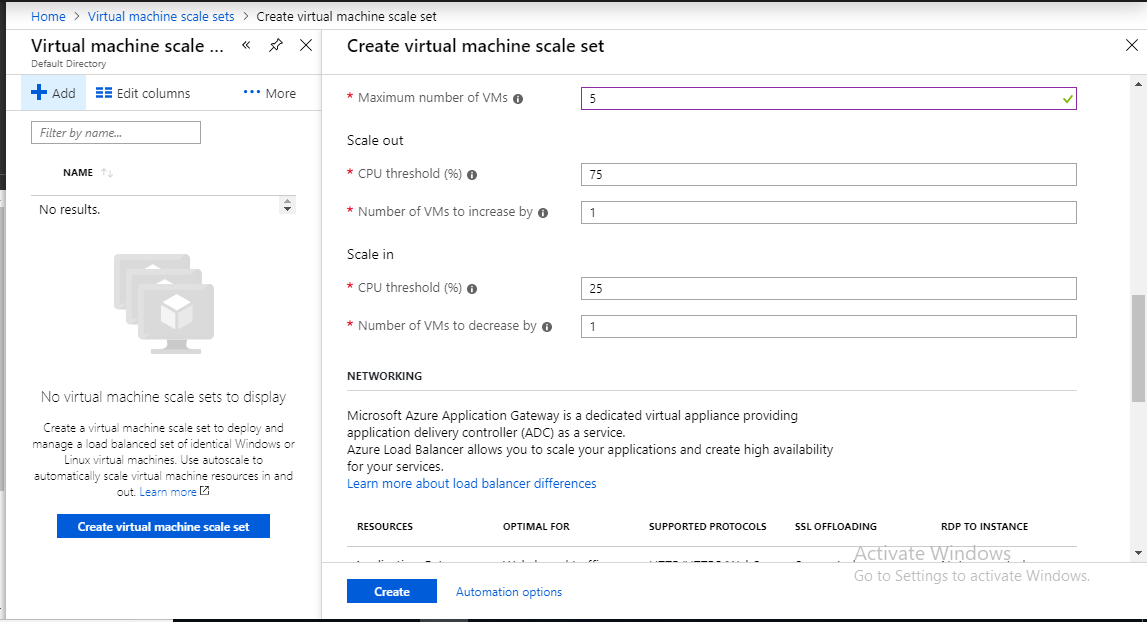 Home > Virtual machine scale sets > Create virtual machine scale set
Virtual machine scale ...
Default Directory
Add
Edit columns
More
Filter by name...
NAME
No results.
No virtual machine scale sets to display
Create a virtual machine scale set to deploy and
manage a load balanced set of identical Windows or
Linux virtual machines. Use autoscale to
automatically scale virtual machine resources in and
out. Learn more
Create virtual machine scale set
Create virtual machine scale set
* Maximum number of VMs
5
Scale out
* CPU threshold (%)
75
* Number of VMs to increase by
1
Scale in
* CPU threshold (%)
25
* Number of VMs to decrease by
1
NETWORKING
Microsoft Azure Application Gateway is a dedicated virtual appliance providing
application delivery controller (ADC) as a service.
Azure Load Balancer allows you to scale your applications and create high availability
for your services.
Learn more about load balancer differences
RESOURCES OPTIMAL FOR SUPPORTED PROTOCOLS SSL OFFLOADING RDP TO INSTANCE
Activate Windows
Go to Settings to activate Windows.
Create
Automation options